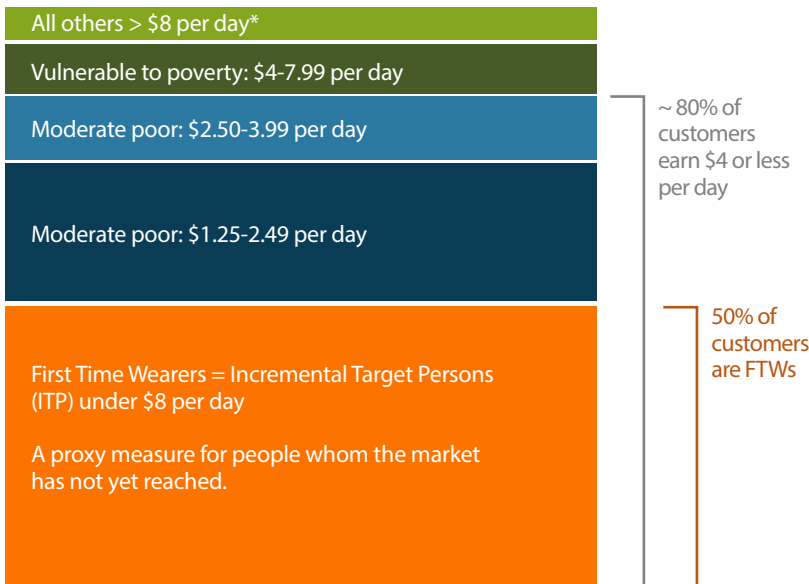 All others > $8 per day*
Vulnerable to poverty: $4-7.99 per day
Moderate poor: $2.50-3.99 per day
~ 80% of
customers
earn $4 or less
per day
Moderate poor: $1.25-2.49 per day
50% of
customers
are FTWs
First Time Wearers = Incremental Target Persons
(ITP) under $8 per day
A proxy measure for people whom the market
has not yet reached.